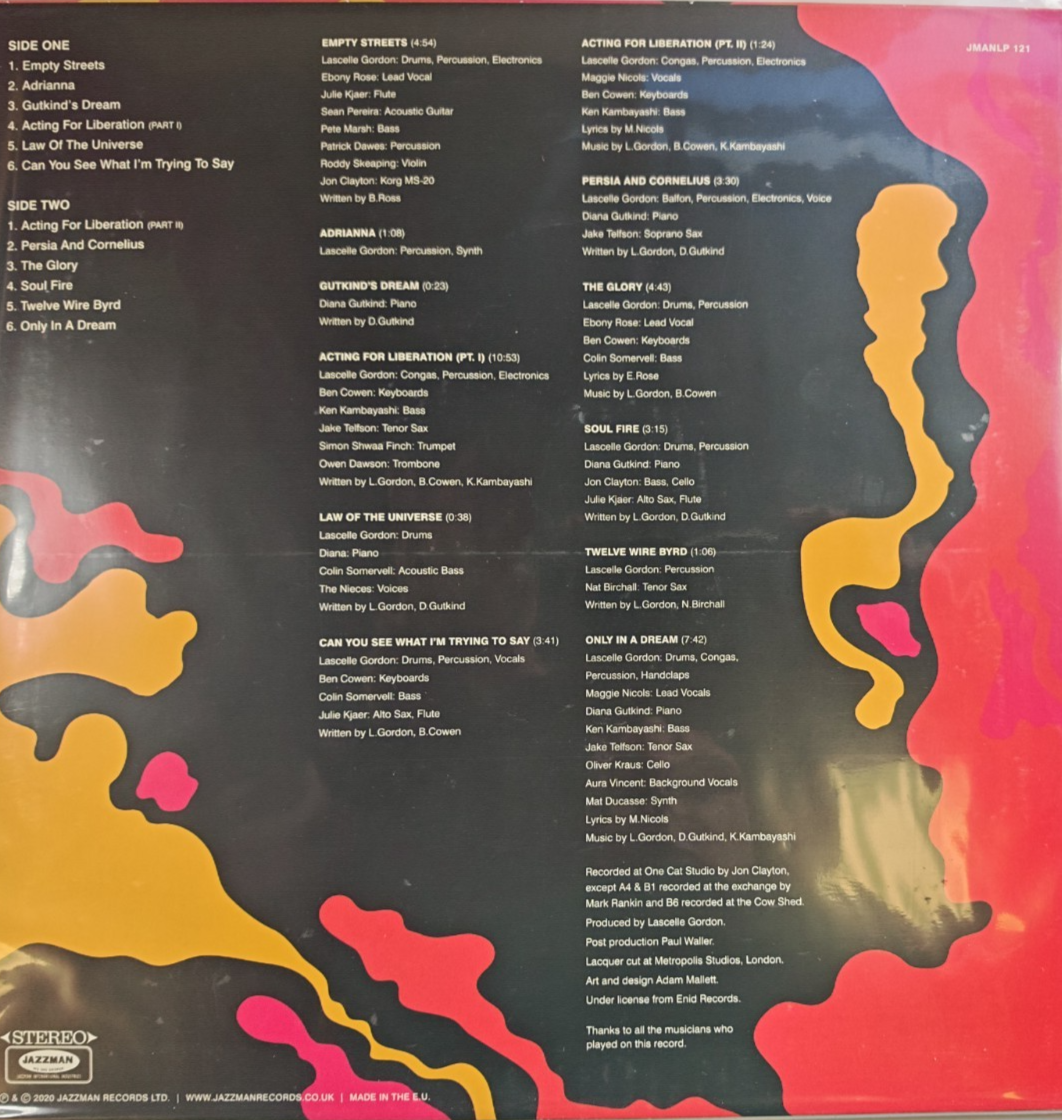 SIDE ONE
1. Empty Streets
2. Adrianna
3. Gutkind's Dream
4. Acting For Liberation (PART I)
5. Law Of The Universe
6. Can You See What I'm Trying To Say
SIDE TWO
1. Acting For Liberation (PART II)
2. Persia And Cornelius
3. The Glory
4. Soul Fire
5. Twelve Wire Byrd
6. Only In A Dream
EMPTY STREETS (4:54)
Lascelle Gordon: Drums, Percussion, Electronics
Ebony Rose: Lead Vocal
Julie Kjaer: Flute
Sean Pereira: Acoustic Guitar
Pete Marsh: Bass
Patrick Dawes: Percussion
Roddy Skeaping: Violin
Jon Clayton: Korg MS-20
Written by B.Ross
ADRIANNA (1:08)
Lascelle Gordon: Percussion, Synth
GUTKIND'S DREAM (0:23)
Diana Gutkind: Piano
Written by D.Gutkind
ACTING FOR LIBERATION (PT. I) (10:53)
Lascelle Gordon: Congas, Percussion, Electronics
Ben Cowen: Keyboards
Ken Kambayashi: Bass
Jake Telfson: Tenor Sax
Simon Shwaa Finch: Trumpet
Owen Dawson: Trombone
Written by L.Gordon, B.Cowen, K.Kambayashi
LAW OF THE UNIVERSE (0:38)
Lascelle Gordon: Drums
Diana: Piano
Colin Somervell: Acoustic Bass
The Nieces: Voices
Written by L.Gordon, D.Gutkind
CAN YOU SEE WHAT I'M TRYING TO SAY (3:41)
Lascelle Gordon: Drums, Percussion, Vocals
Ben Cowen: Keyboards
Colin Somervell: Bass
Julie Kjaer: Alto Sax, Flute
Written by L.Gordon, B.Cowen
ACTING FOR LIBERATION (PT. II) (1:24)
Lascelle Gordon: Congas, Percussion, Electronics
Maggie Nicols: Vocals
Ben Cowen: Keyboards
Ken Kambayashi: Bass
Lyrics by M.Nicols
Music by L.Gordon, B.Cowen, K.Kambayashi
PERSIA AND CORNELIUS (3:30)
Lascelle Gordon: Balfon, Percussion, Electronics, Voice
Diana Gutkind: Piano
Jake Telfson: Soprano Sax
Written by L.Gordon, D.Gutkind
THE GLORY (4:43)
Lascelle Gordon: Drums, Percussion
Ebony Rose: Lead Vocal
Ben Cowen: Keyboards
Colin Somervell: Bass
Lyrics by E.Rose
Music by L.Gordon, B.Cowen
SOUL FIRE (3:15)
Lascelle Gordon: Drums, Percussion
Diana Gutkind: Piano
Jon Clayton: Bass, Cello
Julie Kjaer: Alto Sax, Flute
Written by L.Gordon, D.Gutkind
TWELVE WIRE BYRD (1:06)
Lascelle Gordon: Percussion
Nat Birchall: Tenor Sax
Written by L.Gordon, N.Birchall
ONLY IN A DREAM (7:42)
Lascelle Gordon: Drums, Congas,
Percussion, Handclaps
Maggie Nicols: Lead Vocals
Diana Gutkind: Piano
Ken Kambayashi: Bass
Jake Telfson: Tenor Sax
Oliver Kraus: Cello
Aura Vincent: Background Vocals
Mat Ducasse: Synth
Lyrics by M.Nicols
Music by L.Gordon, D.Gutkind, K.Kambayashi
Recorded at One Cat Studio by Jon Clayton,
except A4 & B1 recorded at the exchange by
Mark Rankin and B6 recorded at the Cow Shed.
Produced by Lascelle Gordon.
Post production Paul Waller.
Lacquer cut at Metropolis Studios, London.
Art and design Adam Mallett.
Under license from Enid Records.
Thanks to all the musicians who
played on this record.
JMANLP 121
STEREO
JAZZMAN
℗ & © 2020 JAZZMAN RECORDS LTD. | WWW.JAZZMANRECORDS.CO.UK | MADE IN THE E.U.